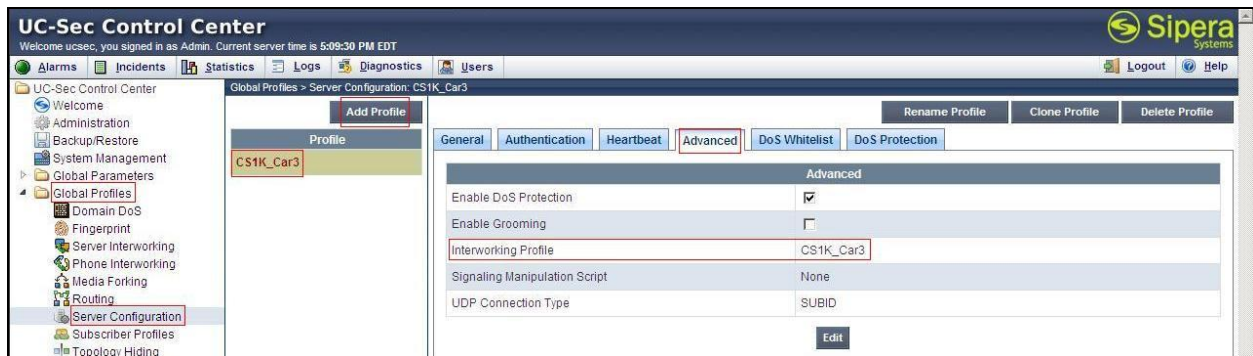 UC-Sec Control Center
Welcome ucsec, you signed in as Admin. Current server time is 5:09:30 PM EDT
Sipera
Systems
Alarms Incidents Statistics Logs Diagnostics Users Logout Help
UC-Sec Control Center
Welcome
Administration
Backup/Restore
System Management
Global Parameters
Global Profiles
Domain DoS
Fingerprint
Server Interworking
Phone Interworking
Media Forking
Routing
Server Configuration
Subscriber Profiles
Topology Hiding
Global Profiles > Server Configuration: CS1K_Car3
Add Profile
Profile
CS1K_Car3
Rename Profile Clone Profile Delete Profile
General Authentication Heartbeat Advanced DoS Whitelist DoS Protection
Advanced
Enable DoS Protection
Enable Grooming
Interworking Profile CS1K_Car3
Signaling Manipulation Script None
UDP Connection Type SUBID
Edit